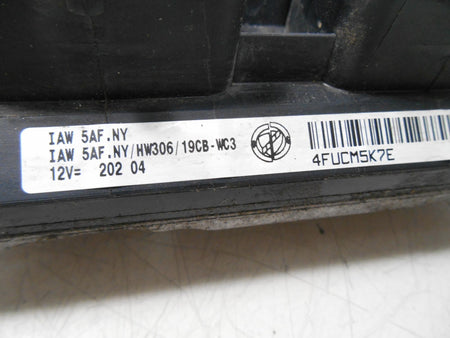 IAW 5AF.NY
IAW 5AF.NY/HW306/19CB-WC3
12V= 202 04
4FUCM5K7E